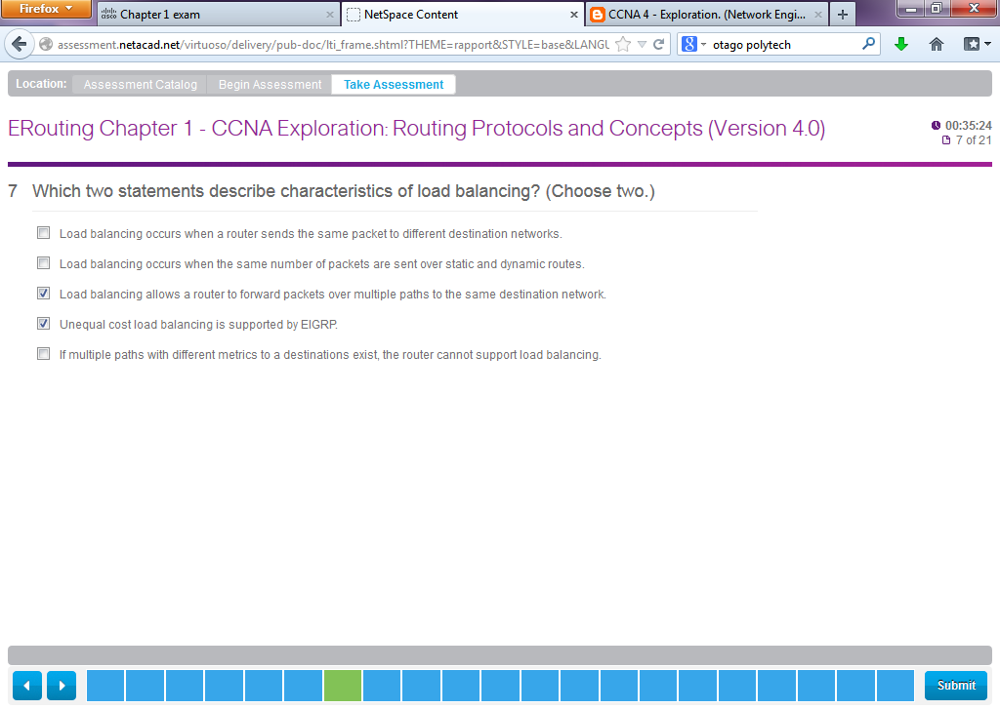 Firefox
Chapter 1 exam
NetSpace Content
CCNA 4 - Exploration. (Network Engi...
assessment.netacad.net/virtuoso/delivery/pub-doc/lti_frame.shtml?THEME=rapport&STYLE=base&LANGU
otago polytech
Location: Assessment Catalog Begin Assessment Take Assessment
ERouting Chapter 1 - CCNA Exploration: Routing Protocols and Concepts (Version 4.0)
00:35:24
7 of 21
7 Which two statements describe characteristics of load balancing? (Choose two.)
Load balancing occurs when a router sends the same packet to different destination networks.
Load balancing occurs when the same number of packets are sent over static and dynamic routes.
Load balancing allows a router to forward packets over multiple paths to the same destination network.
Unequal cost load balancing is supported by EIGRP.
If multiple paths with different metrics to a destinations exist, the router cannot support load balancing.
Submit